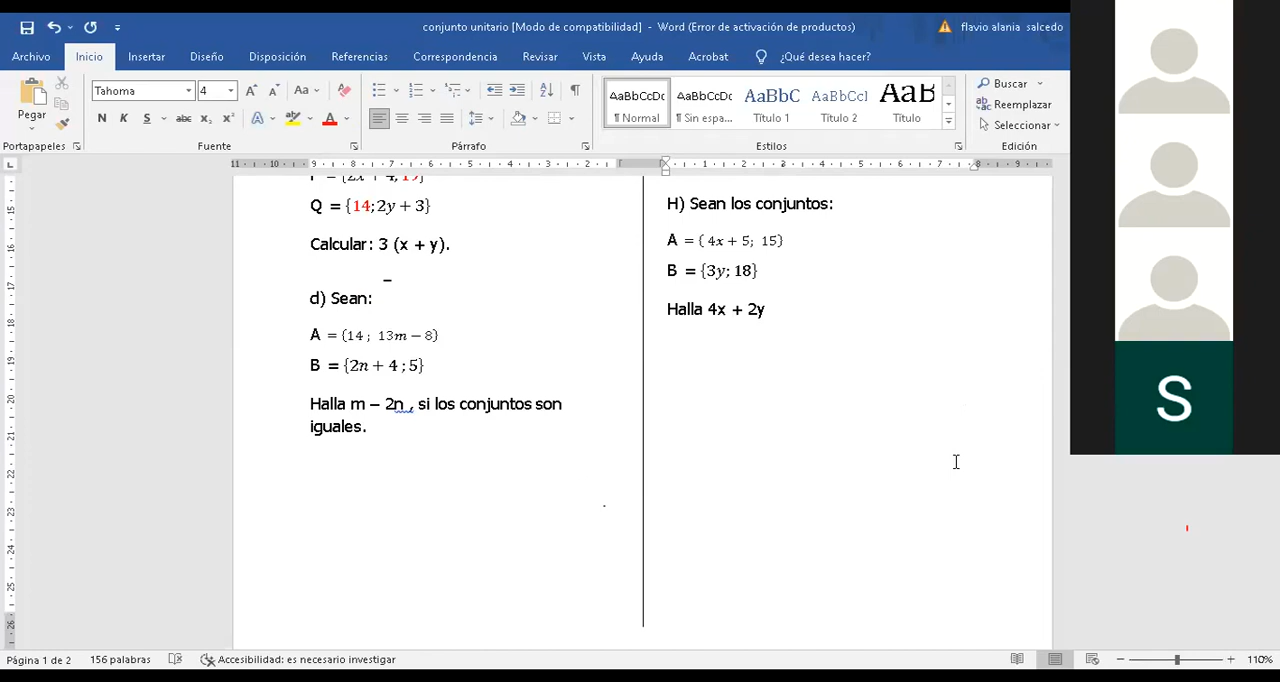 conjunto unitario [Modo de compatibilidad] - Word (Error de activación de productos)
flavio alania salcedo
Archivo Inicio Insertar Diseño Disposición Referencias Correspondencia Revisar Vista Ayuda Acrobat ¿Qué desea hacer?
Pegar
Tahoma 4
N K S abc x₂ x²
AaBbCcDc AaBbCcDc AaBbC AaBbCcI AaB
¶ Normal ¶ Sin espa... Título 1 Título 2 Título
Buscar
Reemplazar
Seleccionar
Portapapeles Fuente Párrafo Estilos Edición
Q = {14; 2y + 3}
Calcular: 3 (x + y).
d) Sean:
A = {14 ; 13m − 8}
B = {2n + 4 ; 5}
Halla m – 2n , si los conjuntos son
iguales.
H) Sean los conjuntos:
A = { 4x + 5; 15}
B = {3y; 18}
Halla 4x + 2y
S
Página 1 de 2 156 palabras Accesibilidad: es necesario investigar 110%